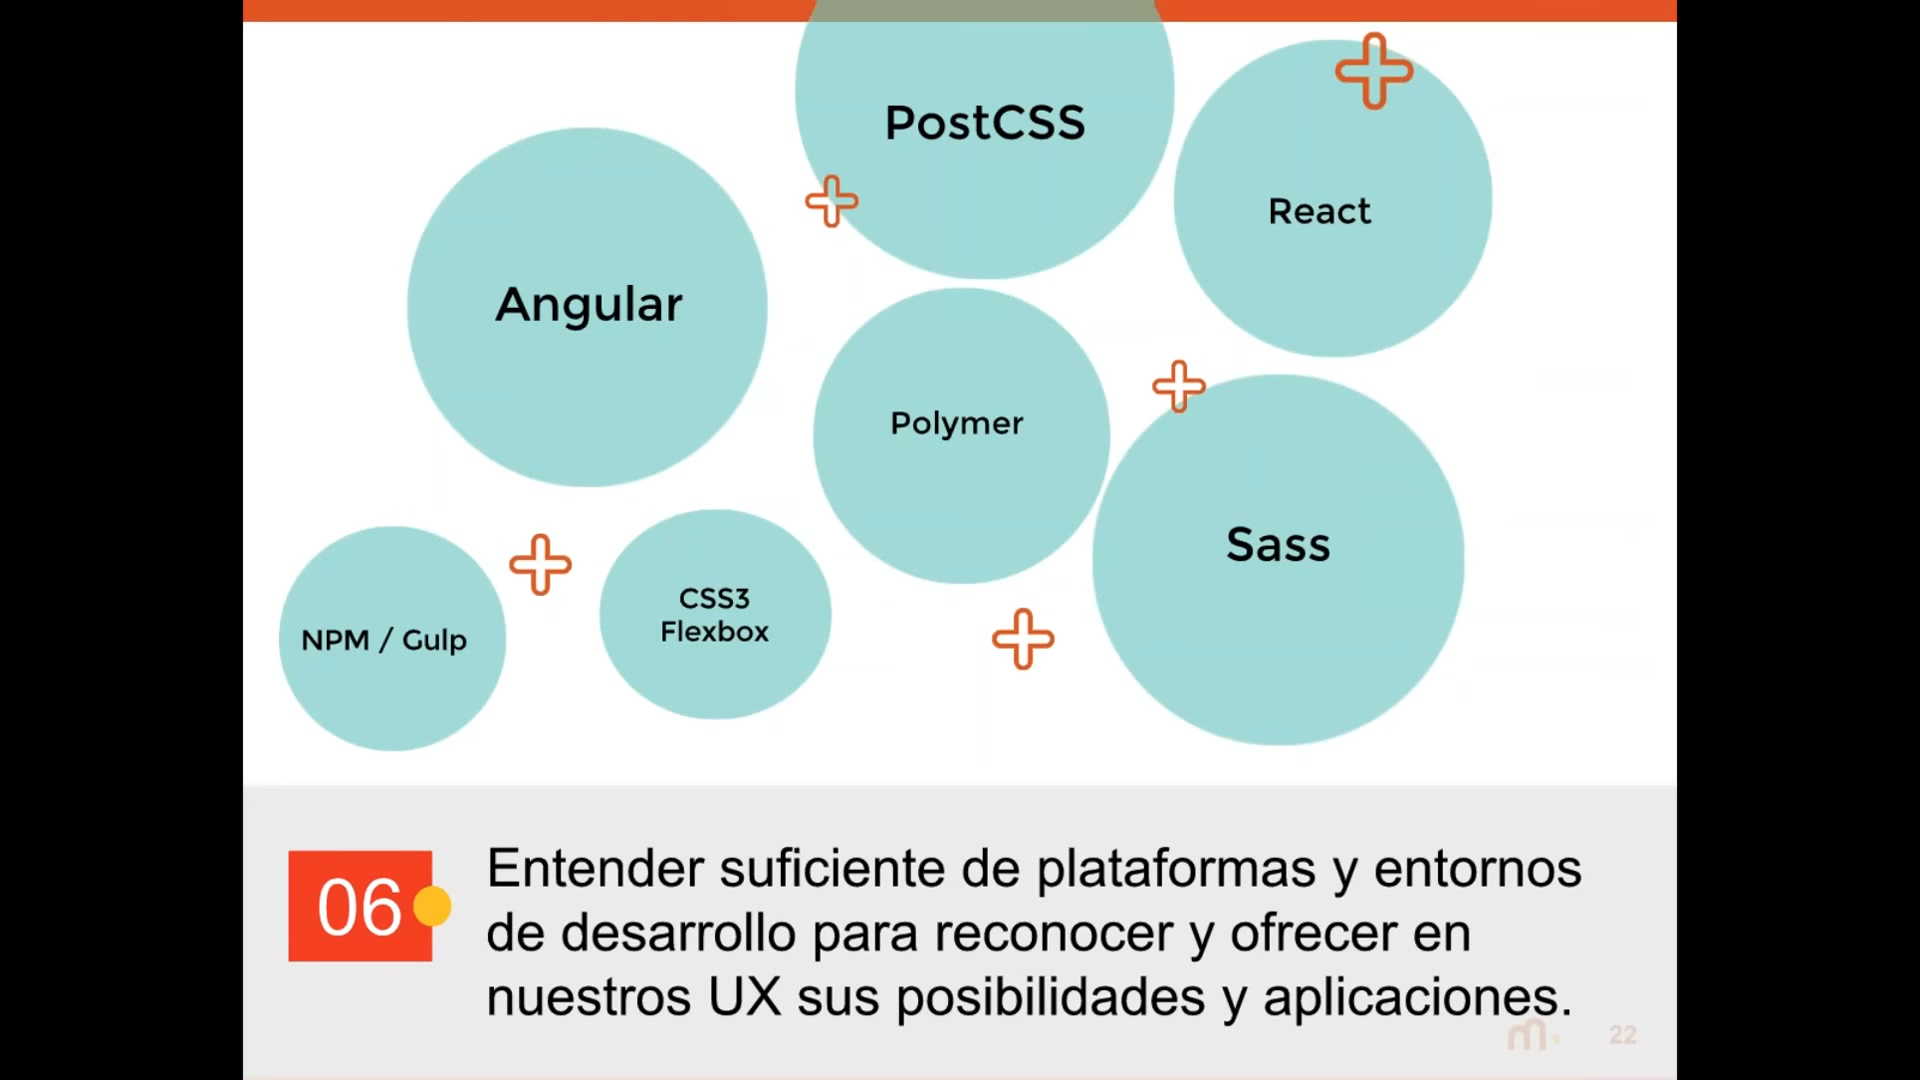 PostCSS
React
Angular
Polymer
Sass
CSS3
Flexbox
NPM / Gulp
06
Entender suficiente de plataformas y entornos
de desarrollo para reconocer y ofrecer en
nuestros UX sus posibilidades y aplicaciones.
m.
22